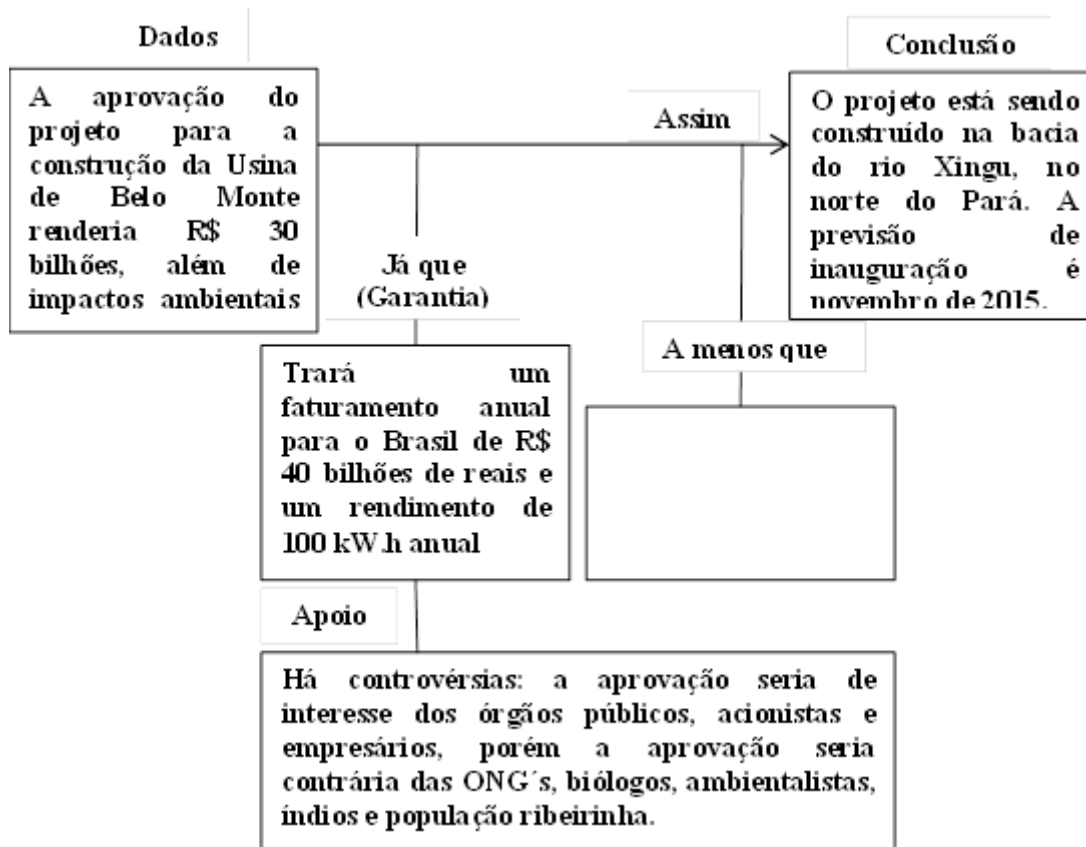 Dados
A aprovação do
projeto para a
construção da Usina
de Belo Monte
renderia R$ 30
bilhões, além de
impactos ambientais
Assim
Conclusão
O projeto está sendo
construído na bacia
do rio Xingu, no
norte do Pará. A
previsão de
inauguração é
novembro de 2015.
Já que
(Garantia)
Trará um
faturamento anual
para o Brasil de R$
40 bilhões de reais e
um rendimento de
100 kW.h anual
A menos que
Apoio
Há controvérsias: a aprovação seria de
interesse dos órgãos públicos, acionistas e
empresários, porém a aprovação seria
contrária das ONG´s, biólogos, ambientalistas,
índios e população ribeirinha.